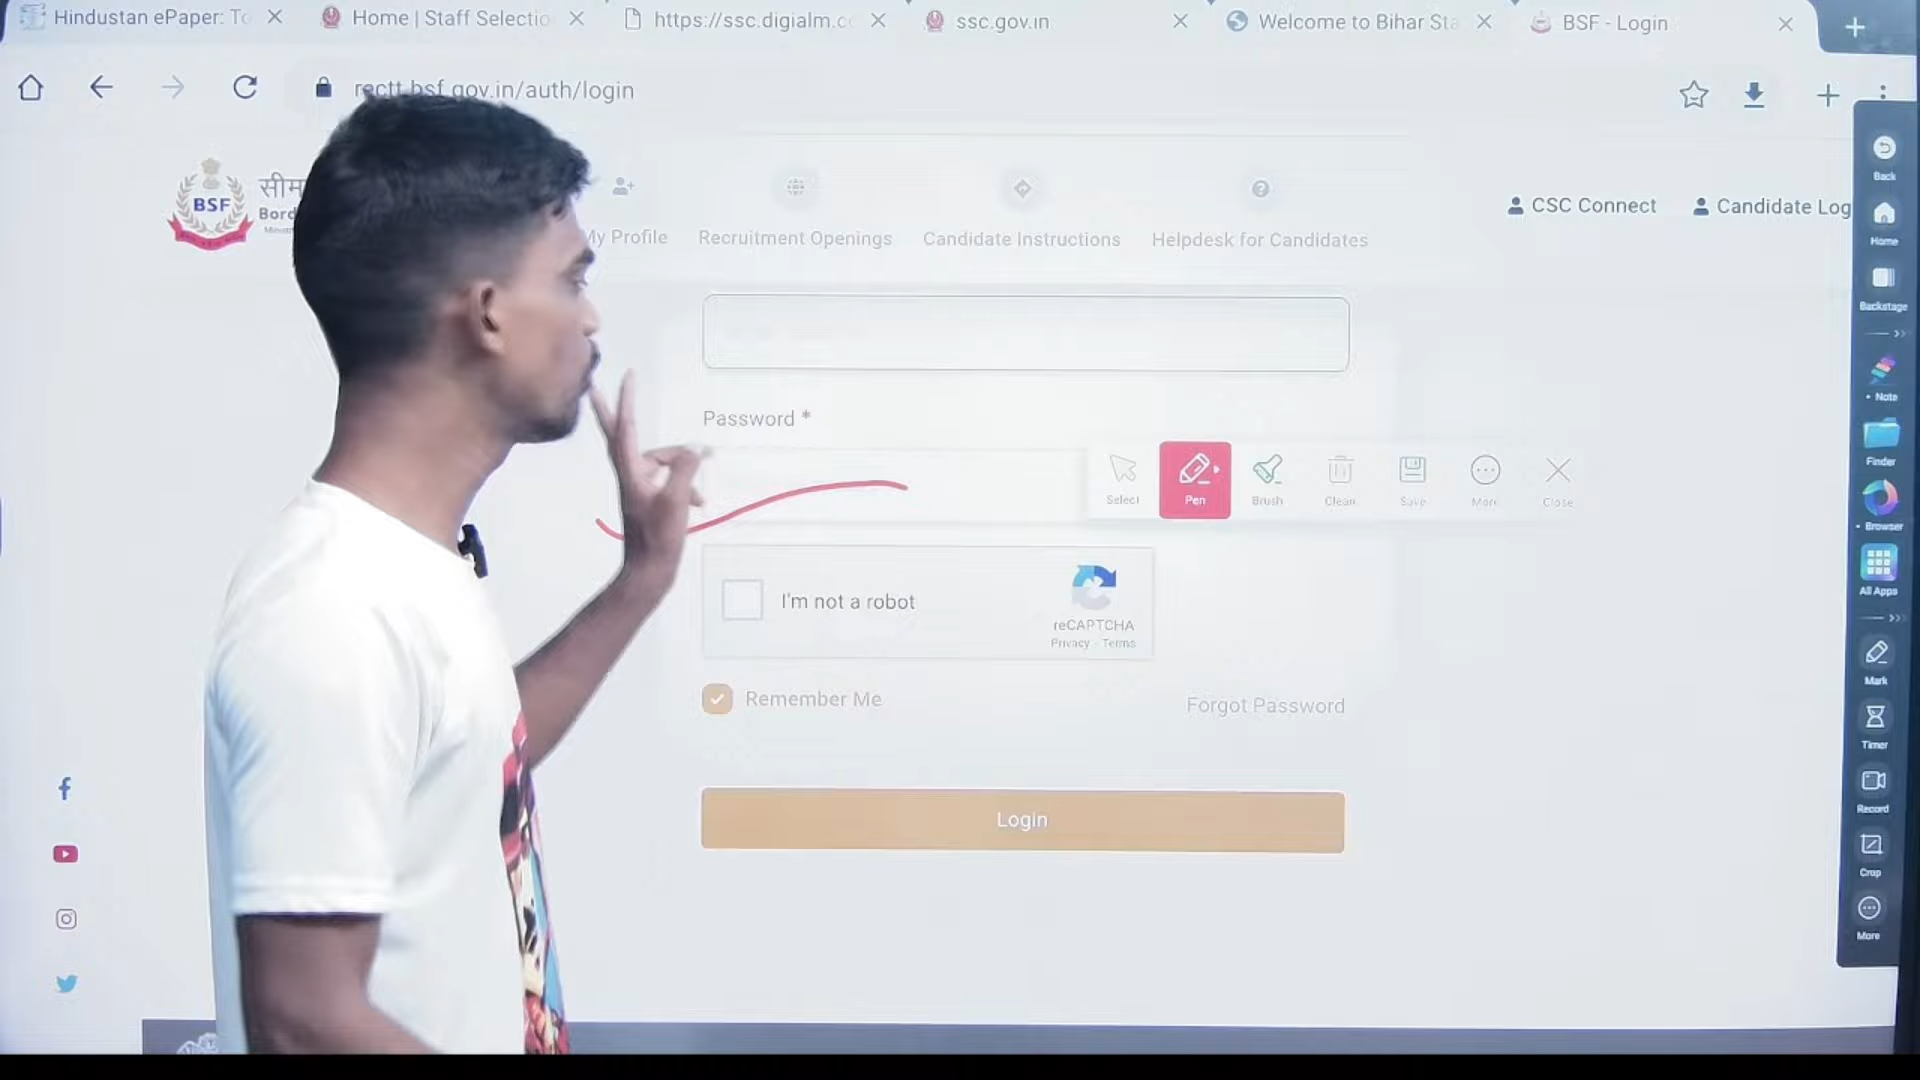 Hindustan ePaper: To
Home | Staff Selectio
https://ssc.digialm.c
ssc.gov.in
Welcome to Bihar Sta
BSF - Login
rectt.bsf.gov.in/auth/login
BSF
सीम
Bord
My Profile
Recruitment Openings
Candidate Instructions
Helpdesk for Candidates
CSC Connect
Candidate Log
Password *
Select
Pen
Brush
Clean
Save
More
Close
I'm not a robot
reCAPTCHA
Privacy - Terms
Remember Me
Forgot Password
Login
Back
Home
Backstage
Note
Finder
Browser
All Apps
Mark
Timer
Record
Crop
More